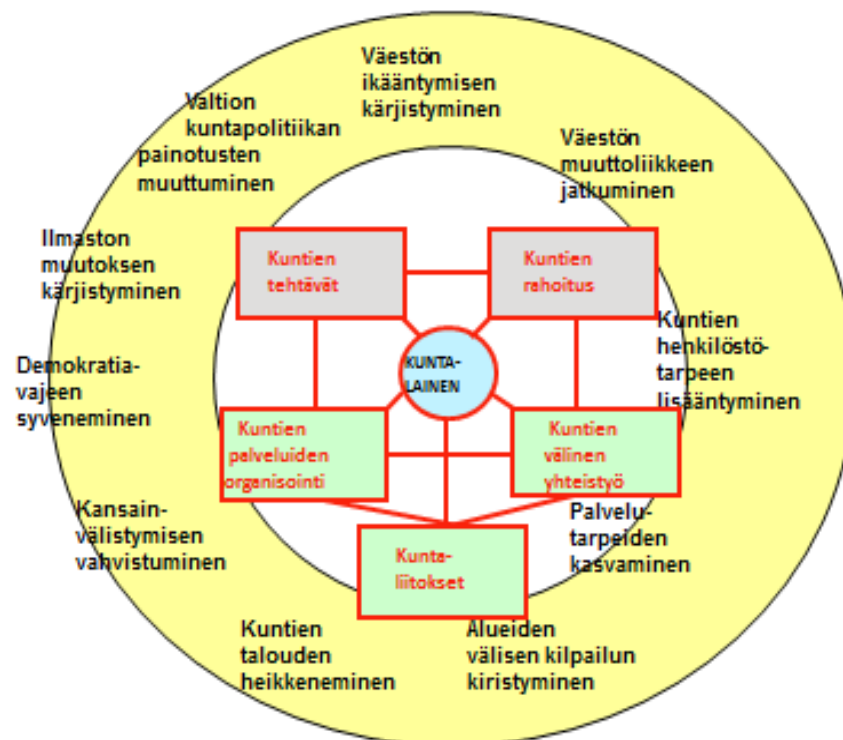 Väestön
ikääntymisen
kärjistyminen
Valtion
kuntapolitiikan
painotusten
muuttuminen
Väestön
muuttoliikkeen
jatkuminen
Ilmaston
muutoksen
kärjistyminen
Kuntien
tehtävät
Kuntien
rahoitus
Kuntien
henkilöstö-
tarpeen
lisääntyminen
KUNTA-
LAINEN
Demokratia-
vajeen
syveneminen
Kuntien
palveluiden
organisointi
Kuntien
välinen
yhteistyö
Kansain-
välistymisen
vahvistuminen
Palvelu-
tarpeiden
kasvaminen
Kunta-
liitokset
Kuntien
talouden
heikkeneminen
Alueiden
välisen kilpailun
kiristyminen